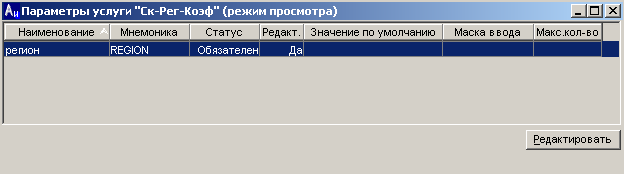 Параметры услуги "Ск-Рег-Коэф" (режим просмотра)
Наименование Мнемоника Статус Редакт. Значение по умолчанию Маска ввода Макс.кол-во
регион REGION Обязателен Да
Редактировать